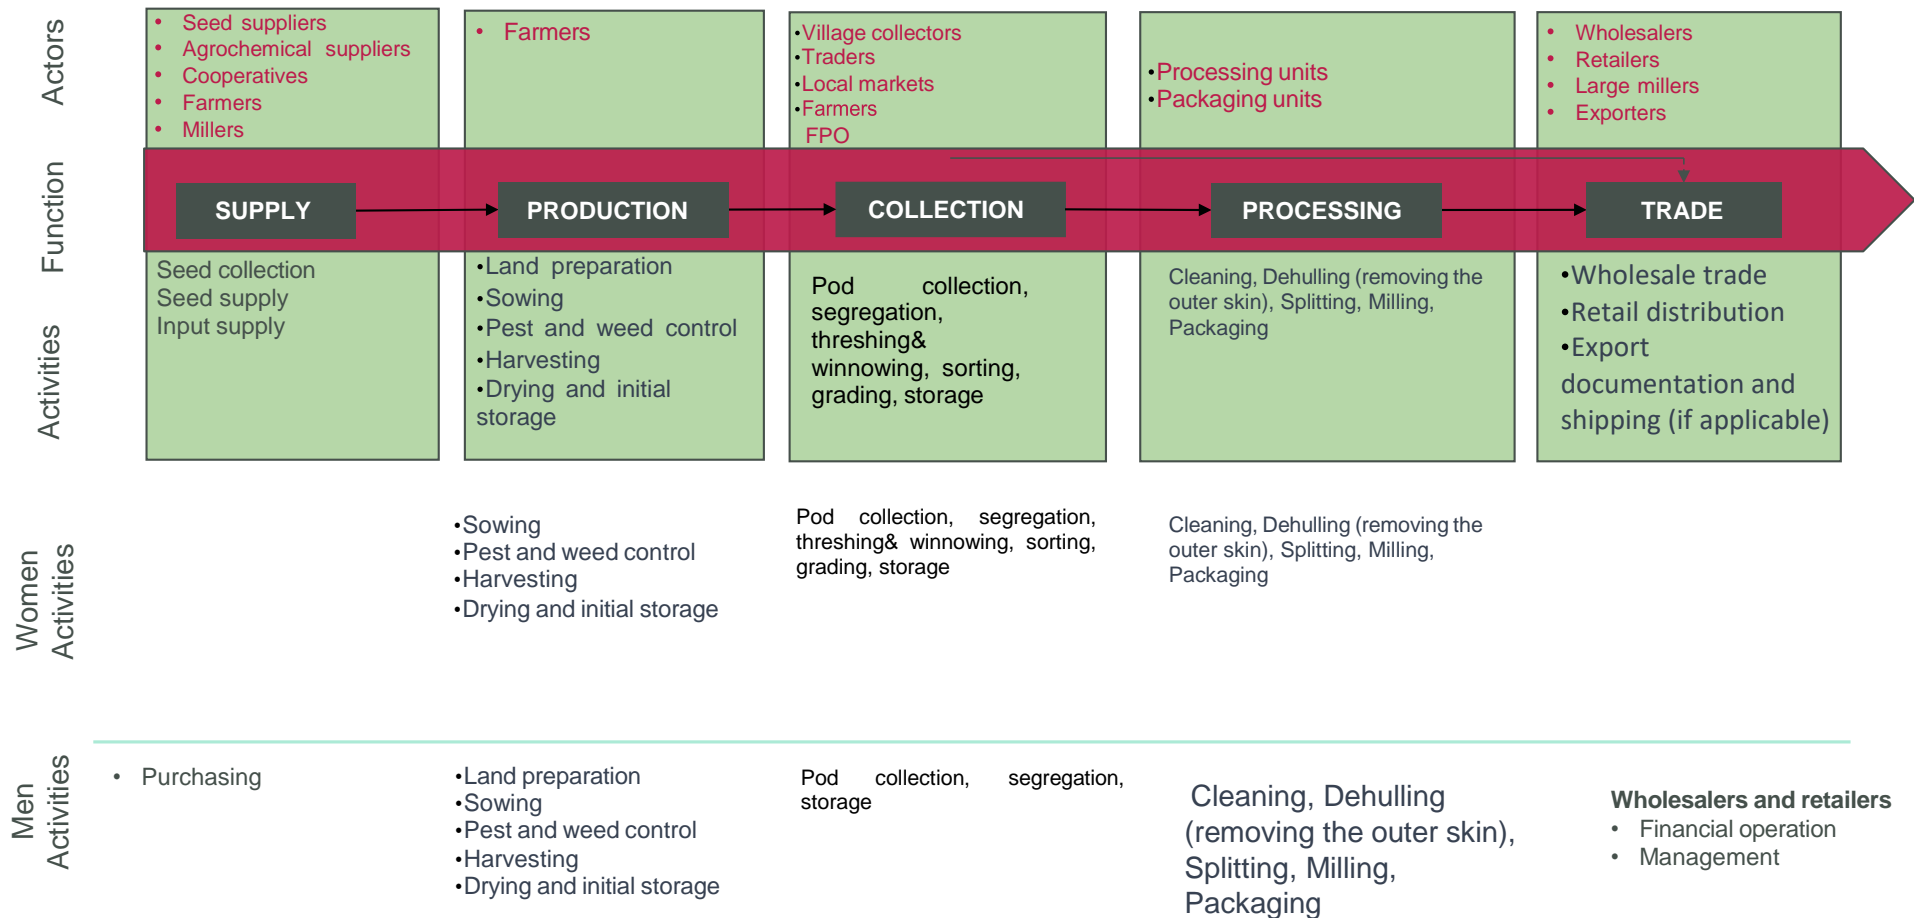 Actors
• Seed suppliers
• Agrochemical suppliers
• Cooperatives
• Farmers
• Millers
• Farmers
•Village collectors
•Traders
•Local markets
•Farmers
FPO
•Processing units
•Packaging units
• Wholesalers
• Retailers
• Large millers
• Exporters
Function
SUPPLY
PRODUCTION
COLLECTION
PROCESSING
TRADE
Activities
Seed collection
Seed supply
Input supply
•Land preparation
•Sowing
•Pest and weed control
•Harvesting
•Drying and initial
storage
Pod collection,
segregation,
threshing&
winnowing, sorting,
grading, storage
Cleaning, Dehulling (removing the
outer skin), Splitting, Milling,
Packaging
•Wholesale trade
•Retail distribution
•Export
documentation and
shipping (if applicable)
Women
Activities
•Sowing
•Pest and weed control
•Harvesting
•Drying and initial storage
Pod collection, segregation,
threshing& winnowing, sorting,
grading, storage
Cleaning, Dehulling (removing the
outer skin), Splitting, Milling,
Packaging
Men
Activities
• Purchasing
•Land preparation
•Sowing
•Pest and weed control
•Harvesting
•Drying and initial storage
Pod collection, segregation,
storage
Cleaning, Dehulling
(removing the outer skin),
Splitting, Milling,
Packaging
Wholesalers and retailers
• Financial operation
• Management